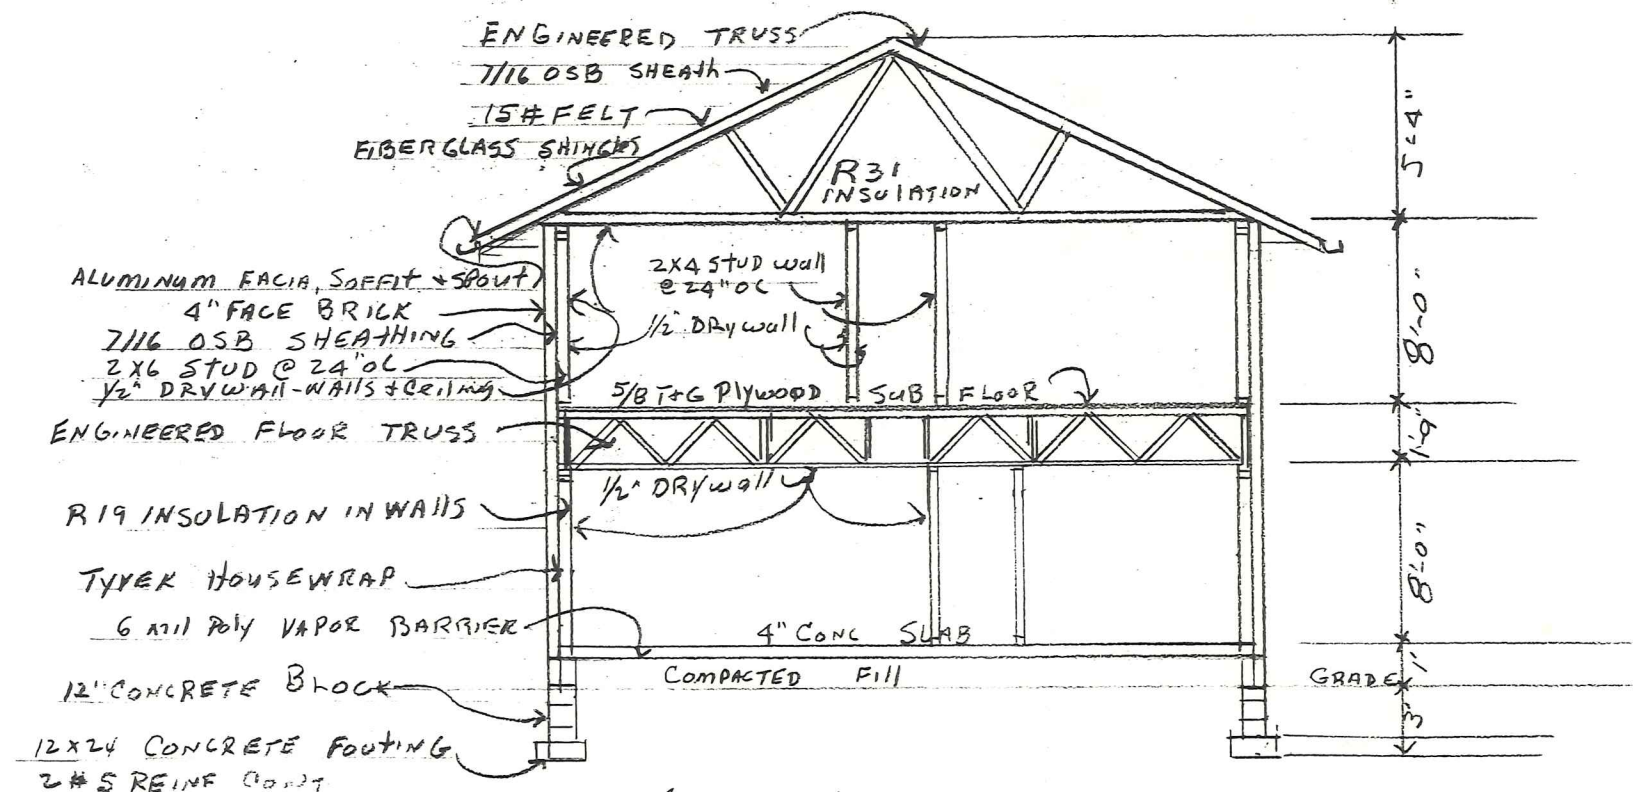 ENGINEERED TRUSS
7/16 OSB SHEATH
15# FELT
FIBERGLASS SHINGLES
R31
INSULATION
5'-4"
ALUMINUM FACIA, SOFFIT + SPOUT
4" FACE BRICK
7/16 OSB SHEATHING
2X6 STUD @ 24" OC
1/2" DRYWALL-WALLS + CEILING
2X4 STUD WALL
@ 24" OC
1/2" DRYWALL
8'-0"
5/8 T+G PLYWOOD SUB FLOOR
ENGINEERED FLOOR TRUSS
1'-9"
1/2" DRYWALL
R19 INSULATION IN WALLS
TYVEK HOUSEWRAP
8'-0"
6 MIL POLY VAPOR BARRIER
4" CONC SLAB
COMPACTED FILL
GRADE
1'
12" CONCRETE BLOCK
3'
12X24 CONCRETE FOOTING
2 #5 REINF CONT